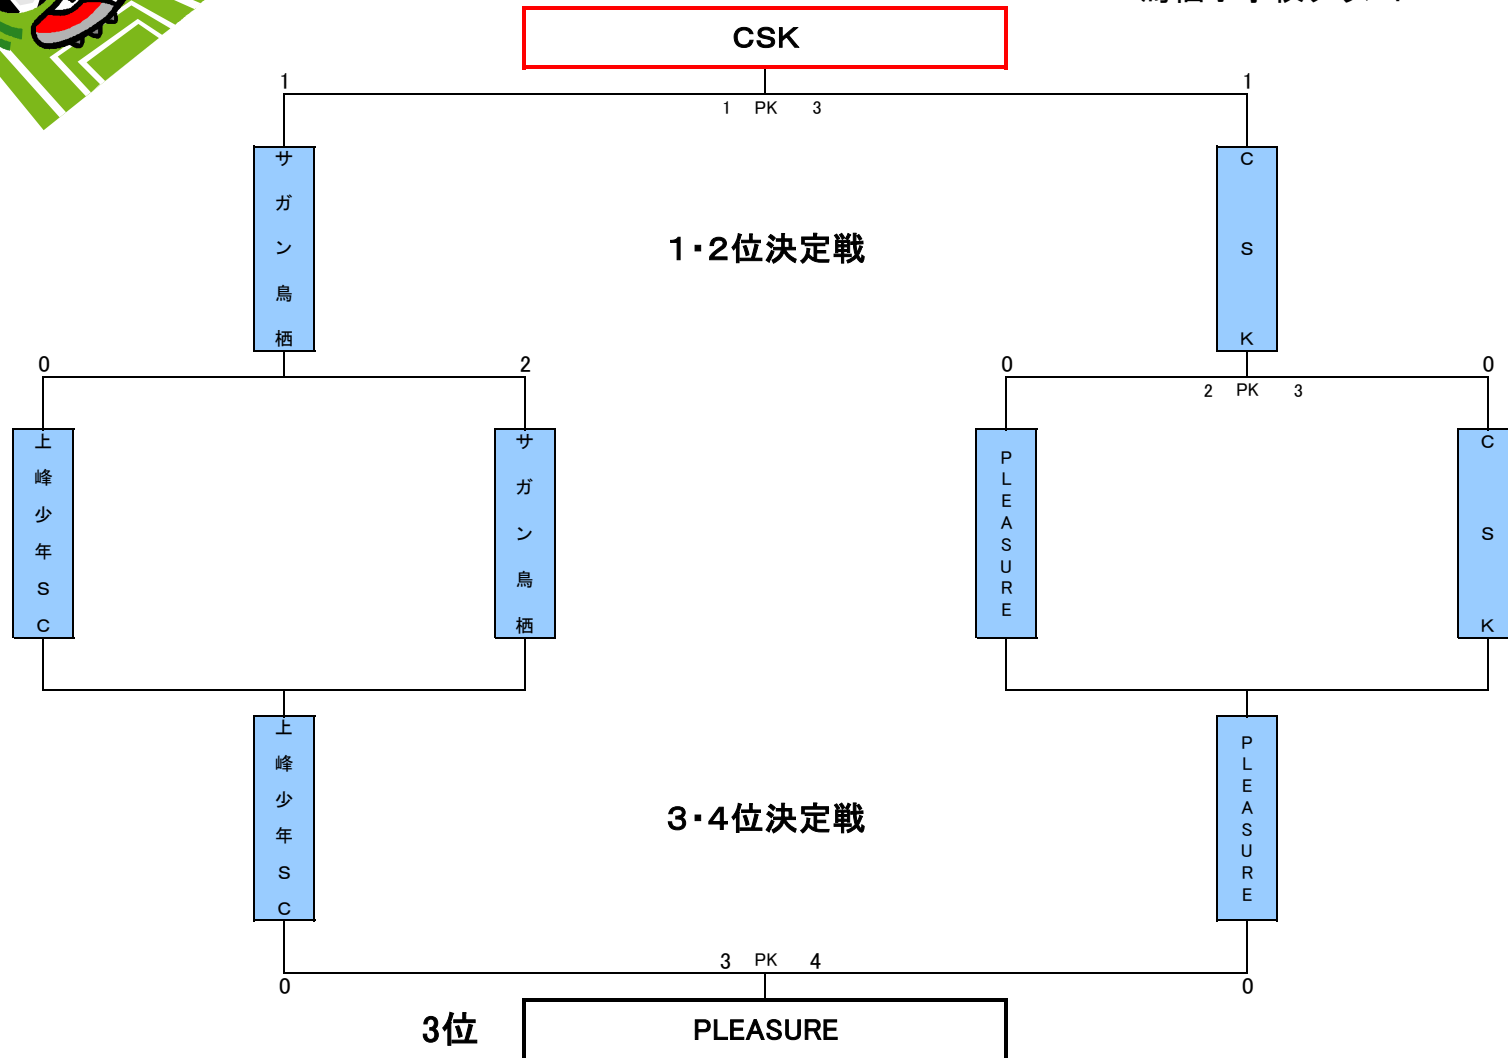 CSK
1
1
1 PK 3
サガン鳥栖
CSK
1・2位決定戦
0
2
0
0
2 PK 3
上峰少年SC
サガン鳥栖
PLEASURE
CSK
上峰少年SC
PLEASURE
3・4位決定戦
3 PK 4
0
0
3位
PLEASURE